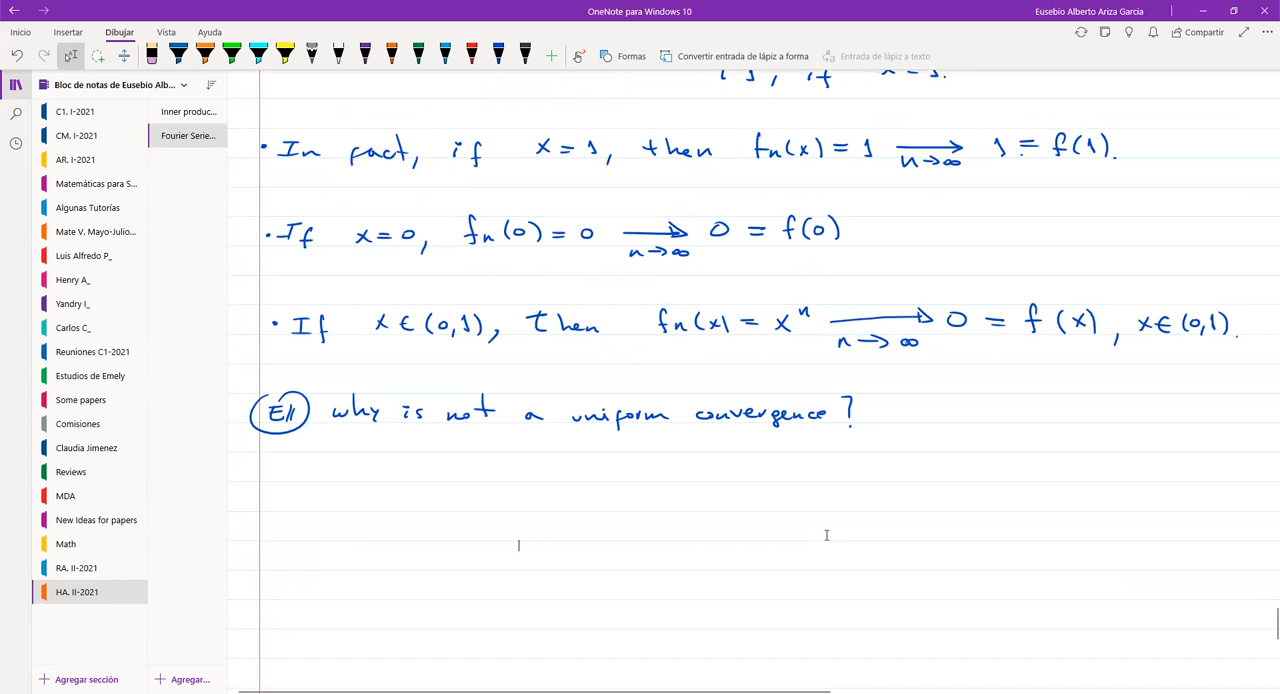 OneNote para Windows 10
Eusebio Alberto Ariza Garcia
Inicio Insertar Dibujar Vista Ayuda
Compartir
Formas Convertir entrada de lápiz a forma Entrada de lápiz a texto
Bloc de notas de Eusebio Alb...
C1. I-2021
CM. I-2021
AR. I-2021
Matemáticas para S...
Algunas Tutorías
Mate V. Mayo-Julio...
Luis Alfredo P_
Henry A_
Yandry I_
Carlos C_
Reuniones C1-2021
Estudios de Emely
Some papers
Comisiones
Claudia Jimenez
Reviews
MDA
New Ideas for papers
Math
RA. II-2021
HA. II-2021
Agregar sección
Inner produc...
Fourier Serie...
Agregar...
1, if x = 1.
· In fact, if x = 1, then fn(x) = 1 ⟶ n→∞ 1 = f(1).
· If x = 0, fn(0) = 0 ⟶ n→∞ 0 = f(0)
· If x ∈ (0,1), then fn(x) = xⁿ ⟶ n→∞ 0 = f(x), x ∈ (0,1).
E// why is not a uniform convergence?